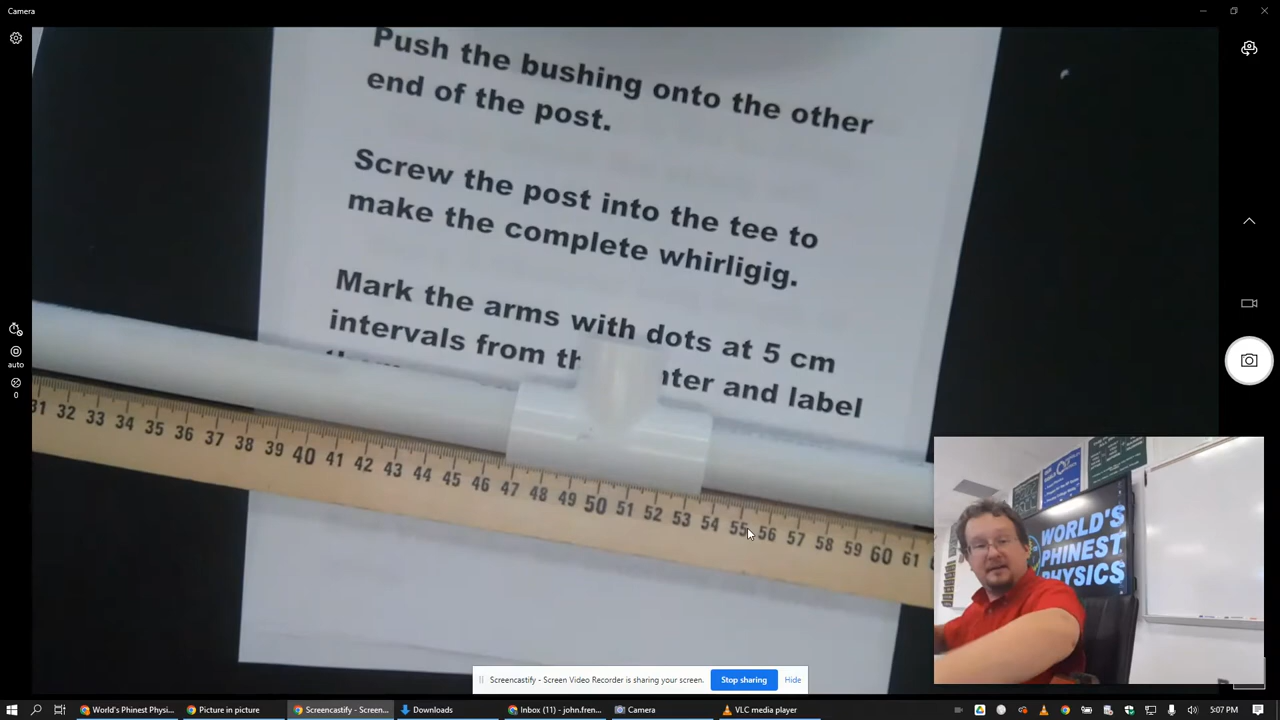 Camera
Push the bushing onto the other
end of the post.
Screw the post into the tee to
make the complete whirligig.
Mark the arms with dots at 5 cm
intervals from th nter and label
31 32 33 34 35 36 37 38 39 40 41 42 43 44 45 46 47 48 49 50 51 52 53 54 55 56 57 58 59 60 61
auto
0
WORLD'S
PHINEST
PHYSICS
Screencastify - Screen Video Recorder is sharing your screen.
Stop sharing
Hide
World's Phinest Physi...
Picture in picture
Screencastify - Screen...
Downloads
Inbox (11) - john.fren...
Camera
VLC media player
5:07 PM